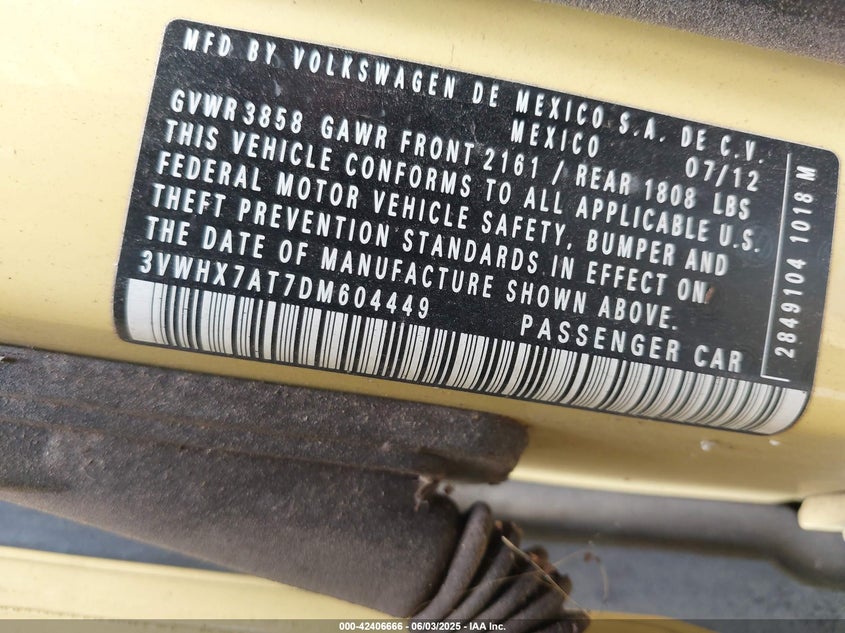 MFD BY VOLKSWAGEN DE MEXICO S.A. DE C.V.
MEXICO 07/12
GVWR 3858 GAWR FRONT 2161 / REAR 1808 LBS
THIS VEHICLE CONFORMS TO ALL APPLICABLE U.S.
FEDERAL MOTOR VEHICLE SAFETY, BUMPER AND
THEFT PREVENTION STANDARDS IN EFFECT ON
THE DATE OF MANUFACTURE SHOWN ABOVE.
3VWHX7AT7DM604449 PASSENGER CAR
2849104 1018 M
000-42406666 - 06/03/2025 - IAA Inc.